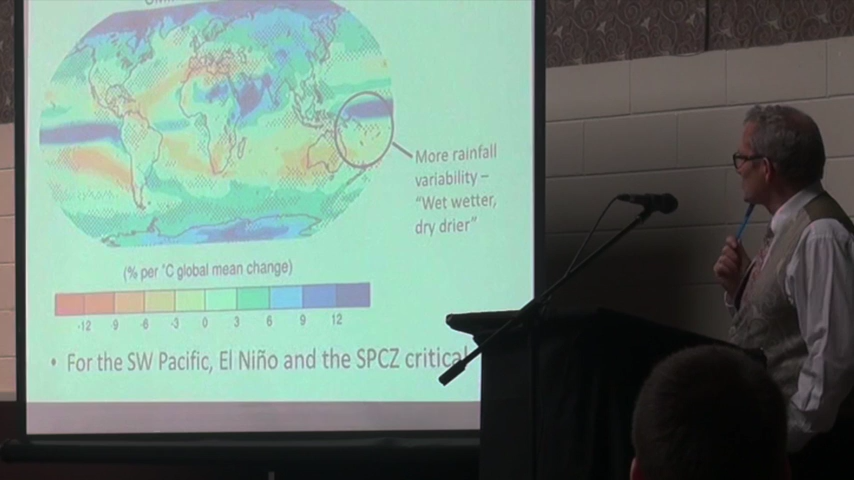 More rainfall
variability –
"Wet wetter,
dry drier"
(% per °C global mean change)
-12 -9 -6 -3 0 3 6 9 12
• For the SW Pacific, El Niño and the SPCZ critical